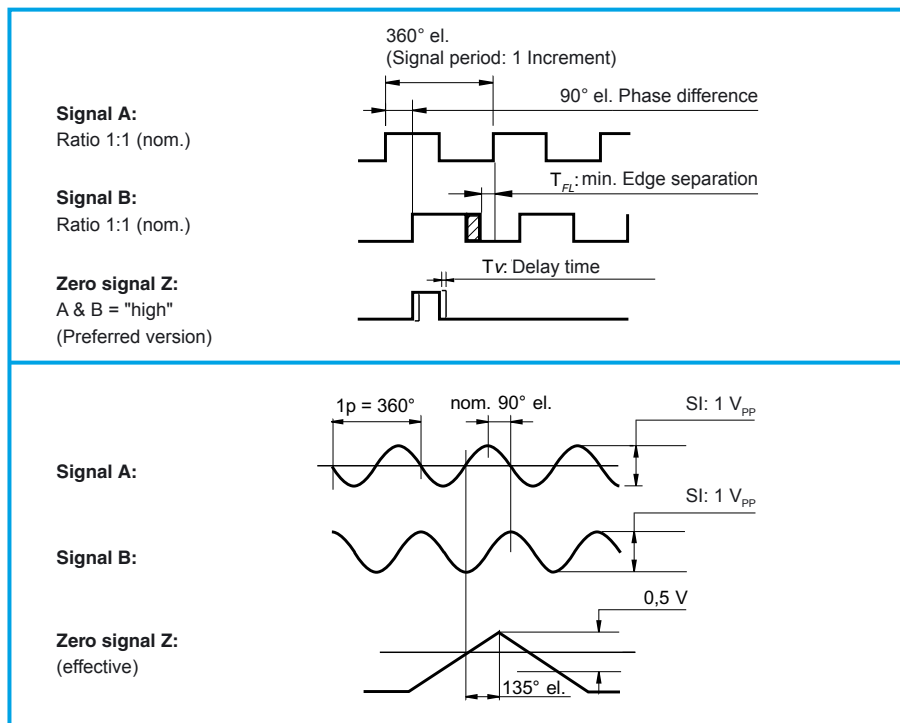 360° el.
(Signal period: 1 Increment)
90° el. Phase difference
Signal A:
Ratio 1:1 (nom.)
T_FL: min. Edge separation
Signal B:
Ratio 1:1 (nom.)
Tv: Delay time
Zero signal Z:
A & B = "high"
(Preferred version)
1p = 360°
nom. 90° el.
SI: 1 V_PP
Signal A:
SI: 1 V_PP
Signal B:
0,5 V
Zero signal Z:
(effective)
135° el.